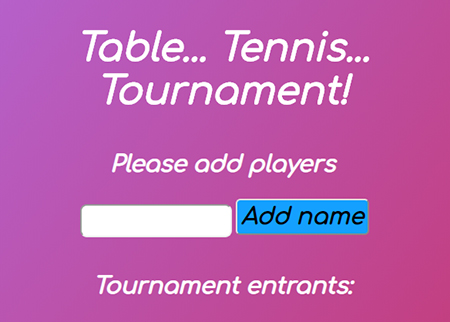 Table... Tennis...
Tournament!
Please add players
Add name
Tournament entrants: